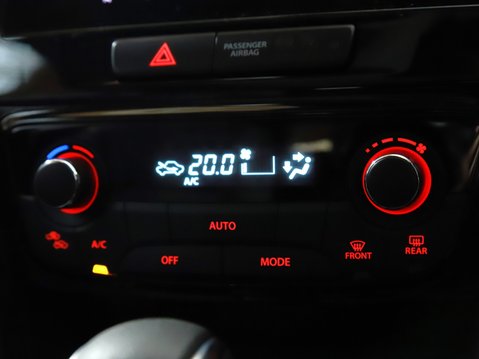 PASSENGER
AIRBAG
20.0
A/C
AUTO
A/C
OFF
MODE
FRONT
REAR